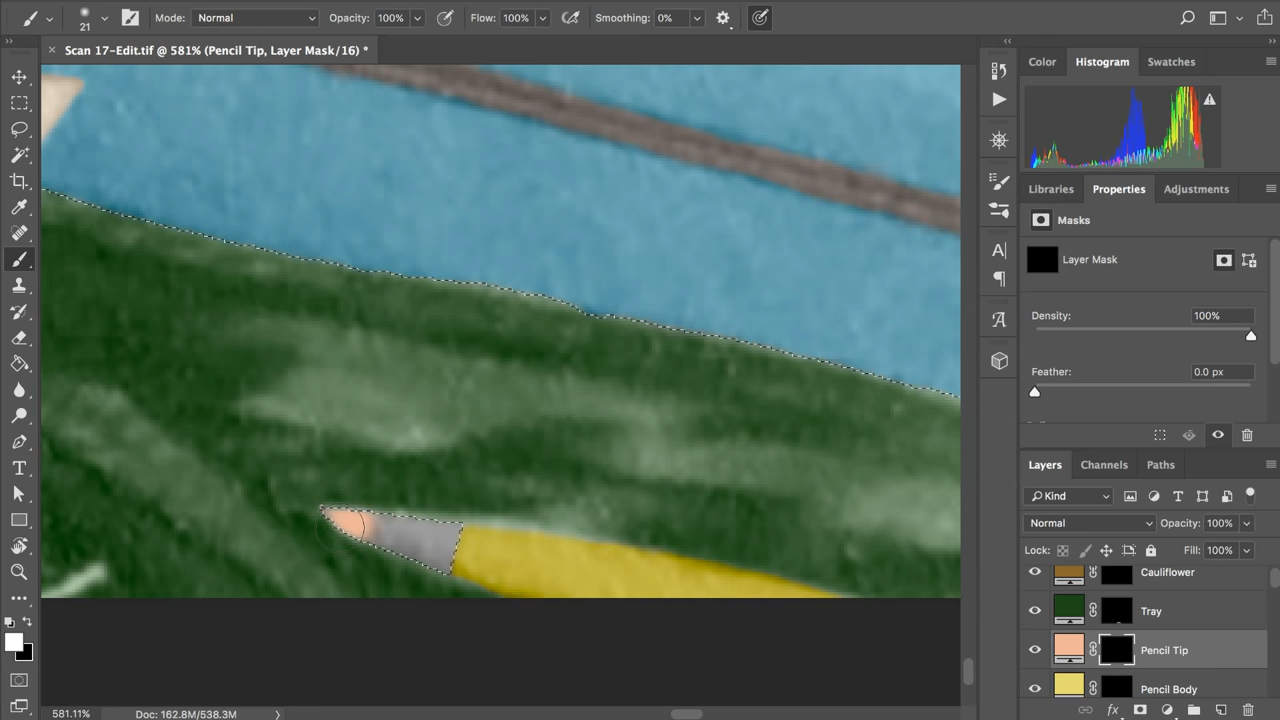 21 Mode: Normal Opacity: 100% Flow: 100% Smoothing: 0%
× Scan 17-Edit.tif @ 581% (Pencil Tip, Layer Mask/16) *
Color Histogram Swatches
Libraries Properties Adjustments
Masks
Layer Mask
Density: 100%
Feather: 0.0 px
Layers Channels Paths
Kind
Normal Opacity: 100%
Lock: Fill: 100%
Cauliflower
Tray
Pencil Tip
Pencil Body
581.11% Doc: 162.8M/538.3M